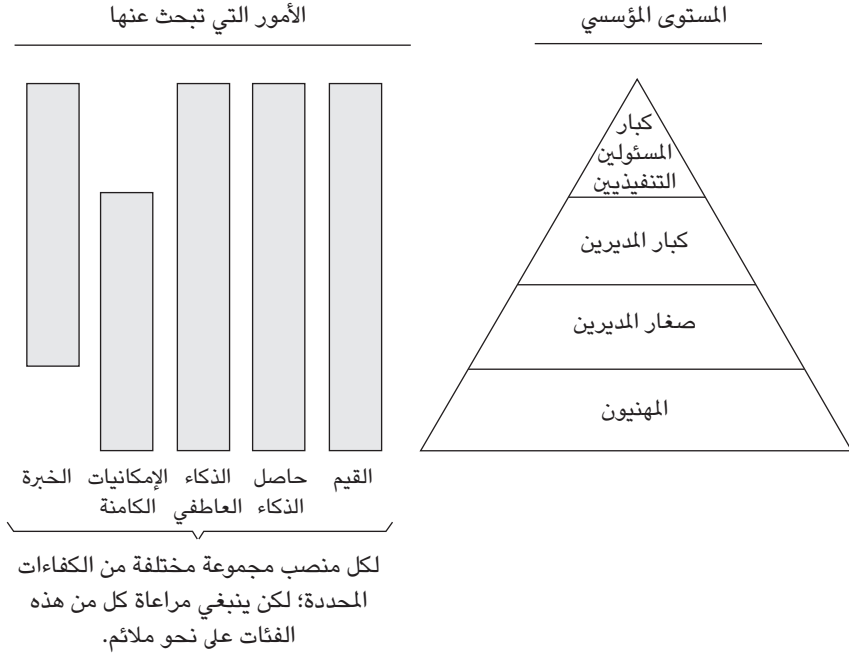 المستوى المؤسسي
كبار
المسئولين
التنفيذيين
كبار المديرين
صغار المديرين
المهنيون
الأمور التي تبحث عنها
القيم
حاصل
الذكاء
الذكاء
العاطفي
الإمكانيات
الكامنة
الخبرة
لكل منصب مجموعة مختلفة من الكفاءات
المحددة؛ لكن ينبغي مراعاة كل من هذه
الفئات على نحو ملائم.